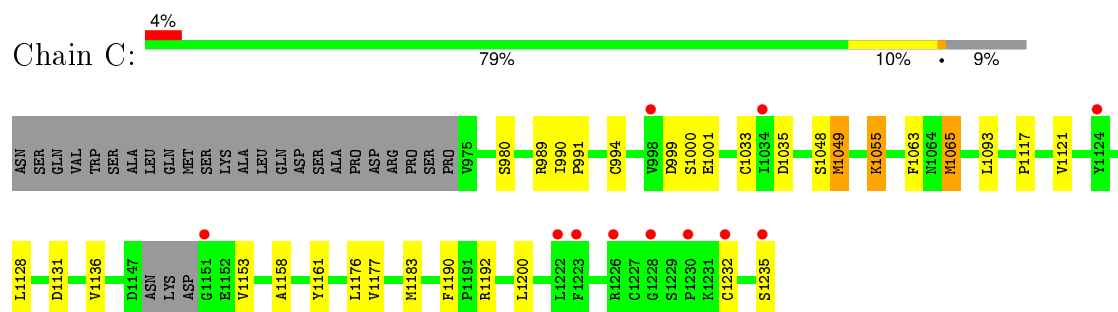 4%
Chain C:
79% 10% • 9%
ASN SER GLN VAL TRP SER ALA LEU GLN MET SER LYS ALA LEU GLN ASP SER ALA PRO ASP ARG PRO SER PRO V975 S980 R989 I990 P991 C994 V998 D999 S1000 E1001 C1033 I1034 D1035 S1048 M1049 K1055 F1063 N1064 M1065 L1093 P1117 V1121 Y1124
L1128 D1131 V1136 D1147 ASN LYS ASP G1151 E1152 V1153 A1158 Y1161 L1176 V1177 M1183 F1190 P1191 R1192 L1200 L1222 F1223 R1226 C1227 G1228 S1229 P1230 K1231 C1232 S1235